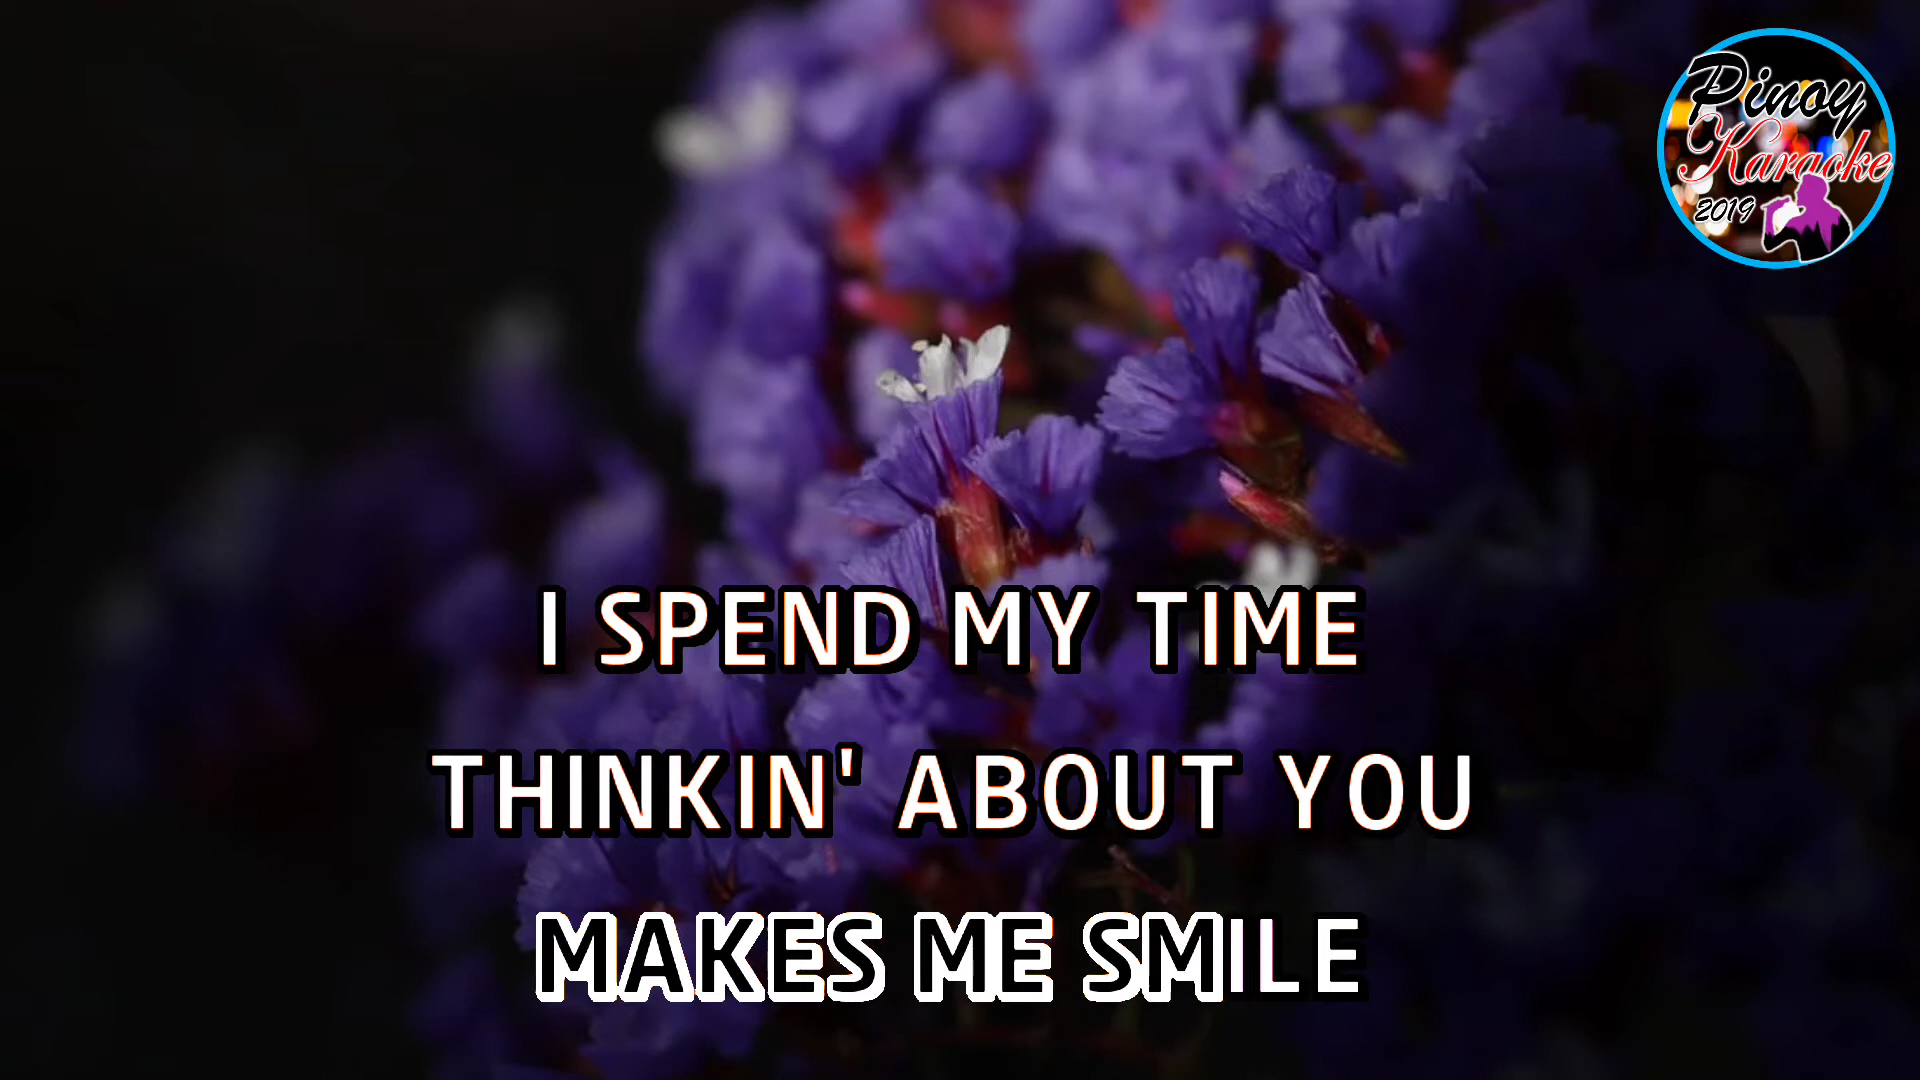 Pinoy
Karaoke
2019
I SPEND MY TIME
THINKIN' ABOUT YOU
MAKES ME SMILE